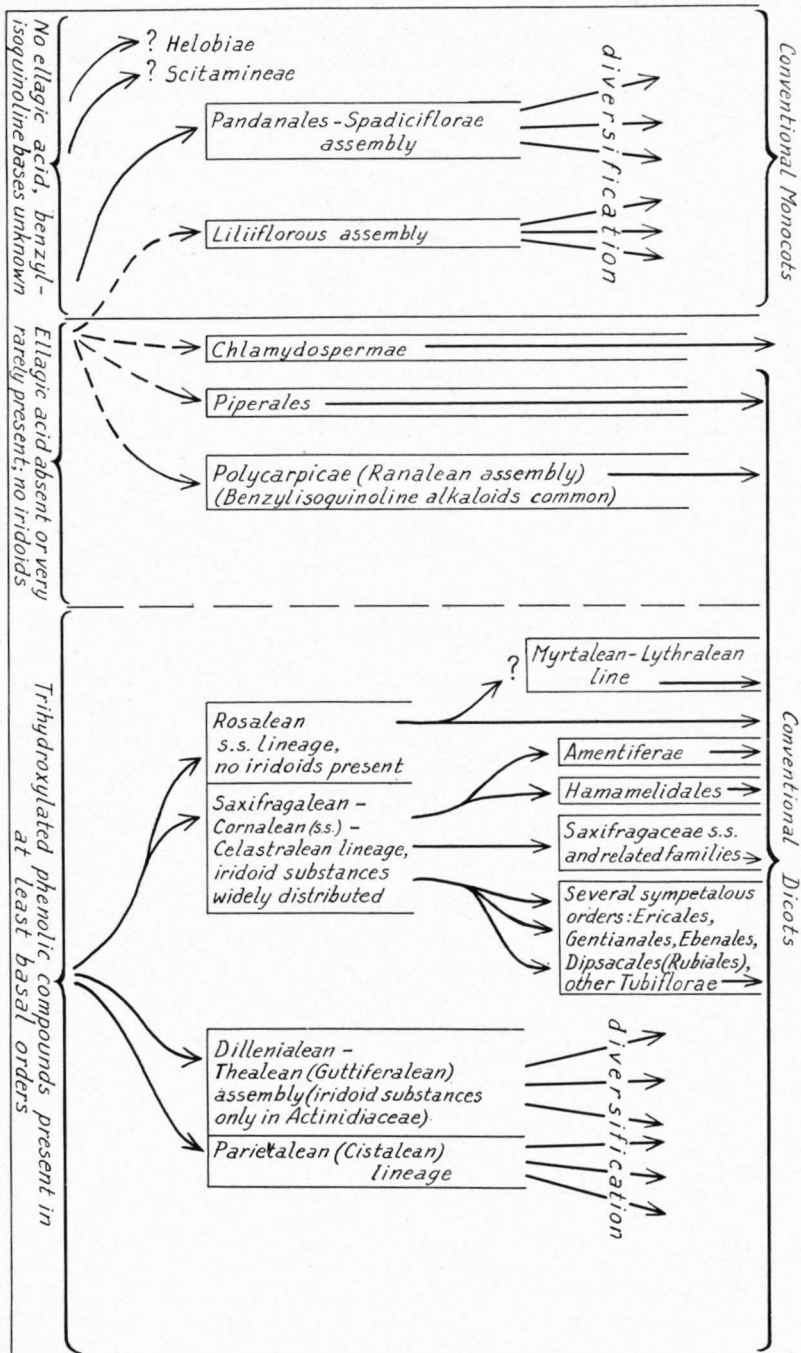 No ellagic acid, benzyl-
isoquinoline bases unknown
? Helobiae
? Scitamineae
Pandanales-Spadiciflorae
assembly
Liliiflorous assembly
diversification
Conventional Monocots
Ellagic acid absent or very
rarely present; no iridoids
Chlamydospermae
Piperales
Polycarpicae (Ranalean assembly)
(Benzylisoquinoline alkaloids common)
Trihydroxylated phenolic compounds present in
at least basal orders
Rosalean
s.s. lineage,
no iridoids present
Saxifragalean –
Cornalean (s.s.) –
Celastralean lineage,
iridoid substances
widely distributed
? Myrtalean-Lythralean
line
Amentiferae
Hamamelidales
Saxifragaceae s.s.
and related families
Several sympetalous
orders: Ericales,
Gentianales, Ebenales,
Dipsacales (Rubiales),
other Tubiflorae
Dillenialean –
Thealean (Guttiferalean)
assembly (iridoid substances
only in Actinidiaceae)
Parietalean (Cistalean)
lineage
diversification
Conventional Dicots